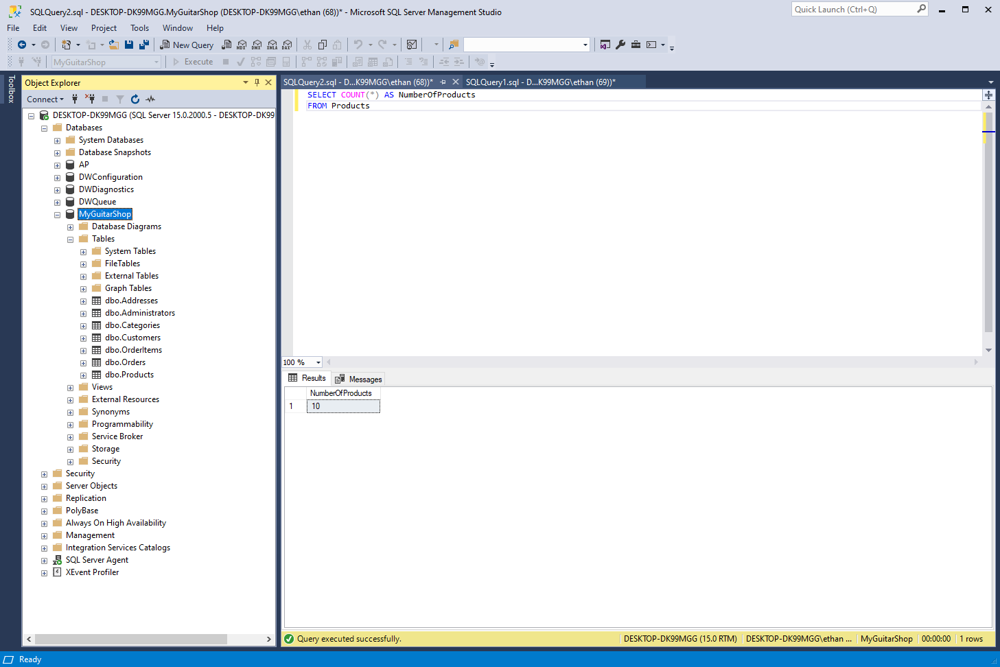 SQLQuery2.sql - DESKTOP-DK99MGG.MyGuitarShop (DESKTOP-DK99MGG\ethan (68))* - Microsoft SQL Server Management Studio
Quick Launch (Ctrl+Q)
File Edit View Project Tools Window Help
New Query
MDX DMX XMLA DAX
MyGuitarShop
Execute
Toolbox
Object Explorer
Connect
DESKTOP-DK99MGG (SQL Server 15.0.2000.5 - DESKTOP-DK99
Databases
System Databases
Database Snapshots
AP
DWConfiguration
DWDiagnostics
DWQueue
MyGuitarShop
Database Diagrams
Tables
System Tables
FileTables
External Tables
Graph Tables
dbo.Addresses
dbo.Administrators
dbo.Categories
dbo.Customers
dbo.OrderItems
dbo.Orders
dbo.Products
Views
External Resources
Synonyms
Programmability
Service Broker
Storage
Security
Security
Server Objects
Replication
PolyBase
Always On High Availability
Management
Integration Services Catalogs
SQL Server Agent
XEvent Profiler
SQLQuery2.sql - D...K99MGG\ethan (68))*
SQLQuery1.sql - D...K99MGG\ethan (69))*
SELECT COUNT(*) AS NumberOfProducts
FROM Products
100 %
Results
Messages
NumberOfProducts
1 10
Query executed successfully.
DESKTOP-DK99MGG (15.0 RTM)
DESKTOP-DK99MGG\ethan ...
MyGuitarShop
00:00:00
1 rows
Ready